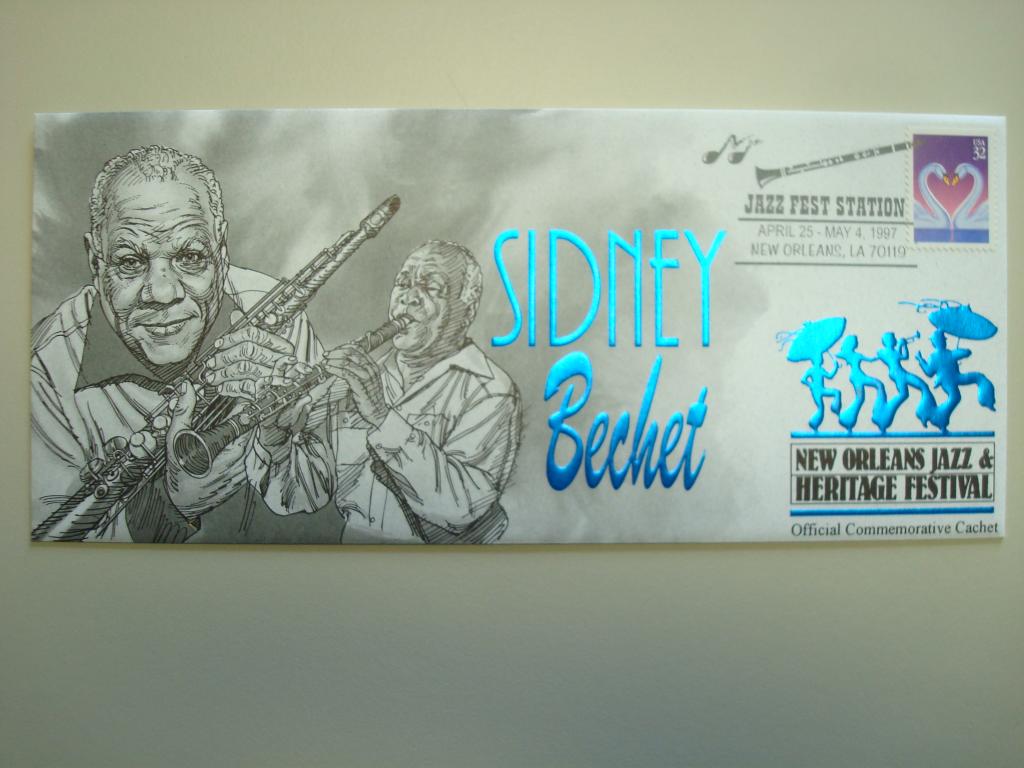 SIDNEY
Bechet
JAZZ FEST STATION
APRIL 25 - MAY 4, 1997
NEW ORLEANS, LA 70119
USA
32
NEW ORLEANS JAZZ &
HERITAGE FESTIVAL
Official Commemorative Cachet